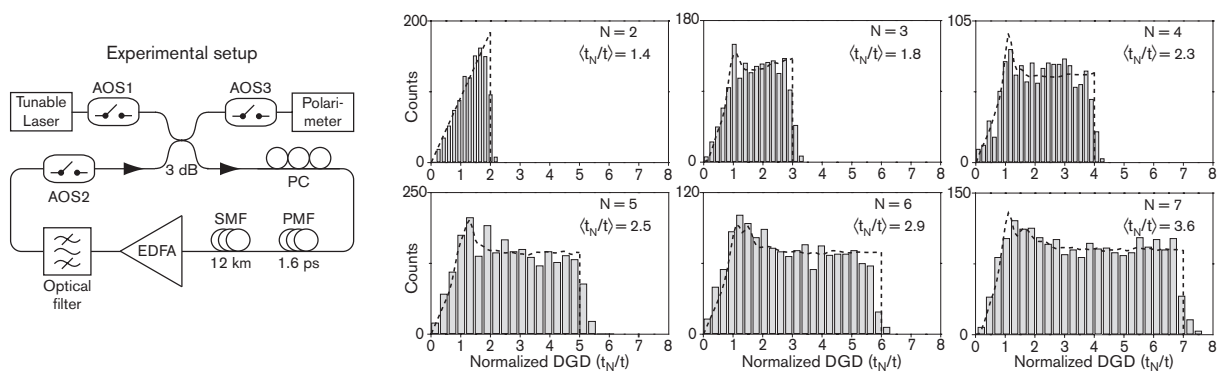 Experimental setup
AOS1
AOS3
Tunable
Laser
Polari-
meter
3 dB
AOS2
PC
Optical
filter
EDFA
SMF
12 km
PMF
1.6 ps
Counts
200
100
0
N = 2
⟨t_N/t⟩ = 1.4
0 1 2 3 4 5 6 7 8
180
90
0
N = 3
⟨t_N/t⟩ = 1.8
0 1 2 3 4 5 6 7 8
105
70
0
N = 4
⟨t_N/t⟩ = 2.3
0 1 2 3 4 5 6 7 8
Counts
250
125
0
N = 5
⟨t_N/t⟩ = 2.5
0 1 2 3 4 5 6 7 8
Normalized DGD (t_N/t)
120
60
0
N = 6
⟨t_N/t⟩ = 2.9
0 1 2 3 4 5 6 7 8
Normalized DGD (t_N/t)
150
75
0
N = 7
⟨t_N/t⟩ = 3.6
0 1 2 3 4 5 6 7 8
Normalized DGD (t_N/t)